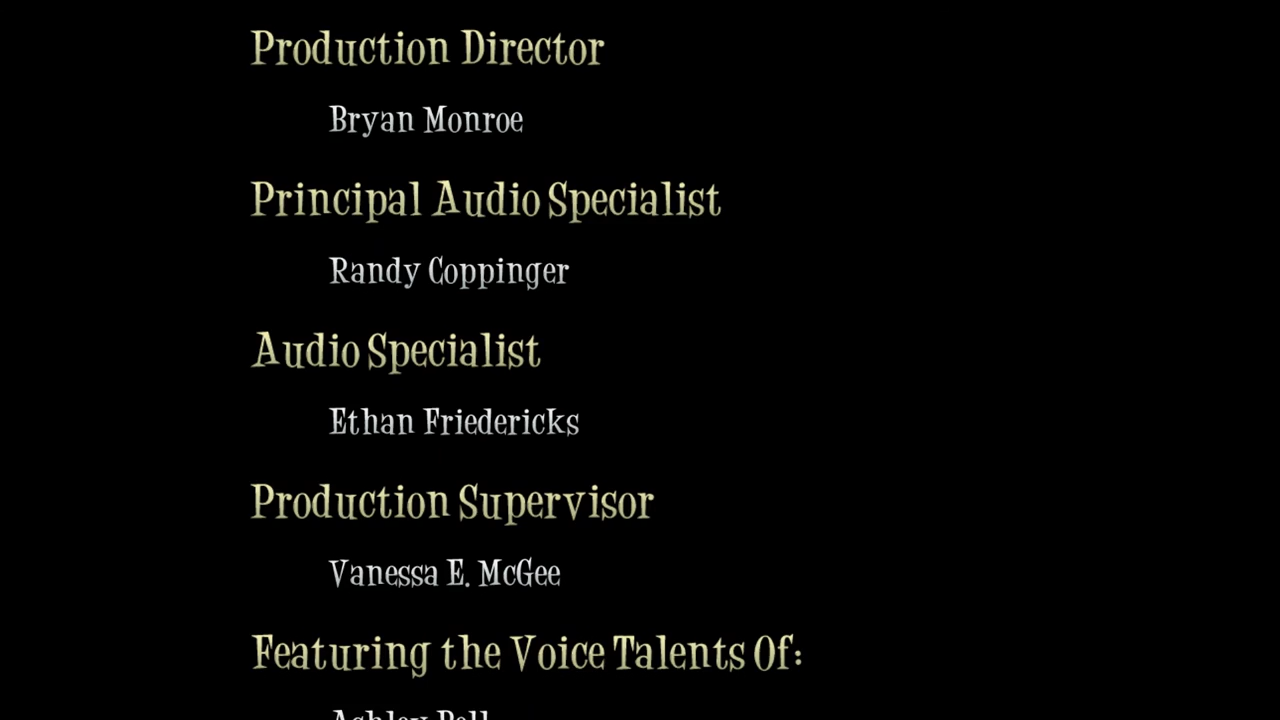 Production Director
Bryan Monroe
Principal Audio Specialist
Randy Coppinger
Audio Specialist
Ethan Friedericks
Production Supervisor
Vanessa E. McGee
Featuring the Voice Talents Of:
Ashley